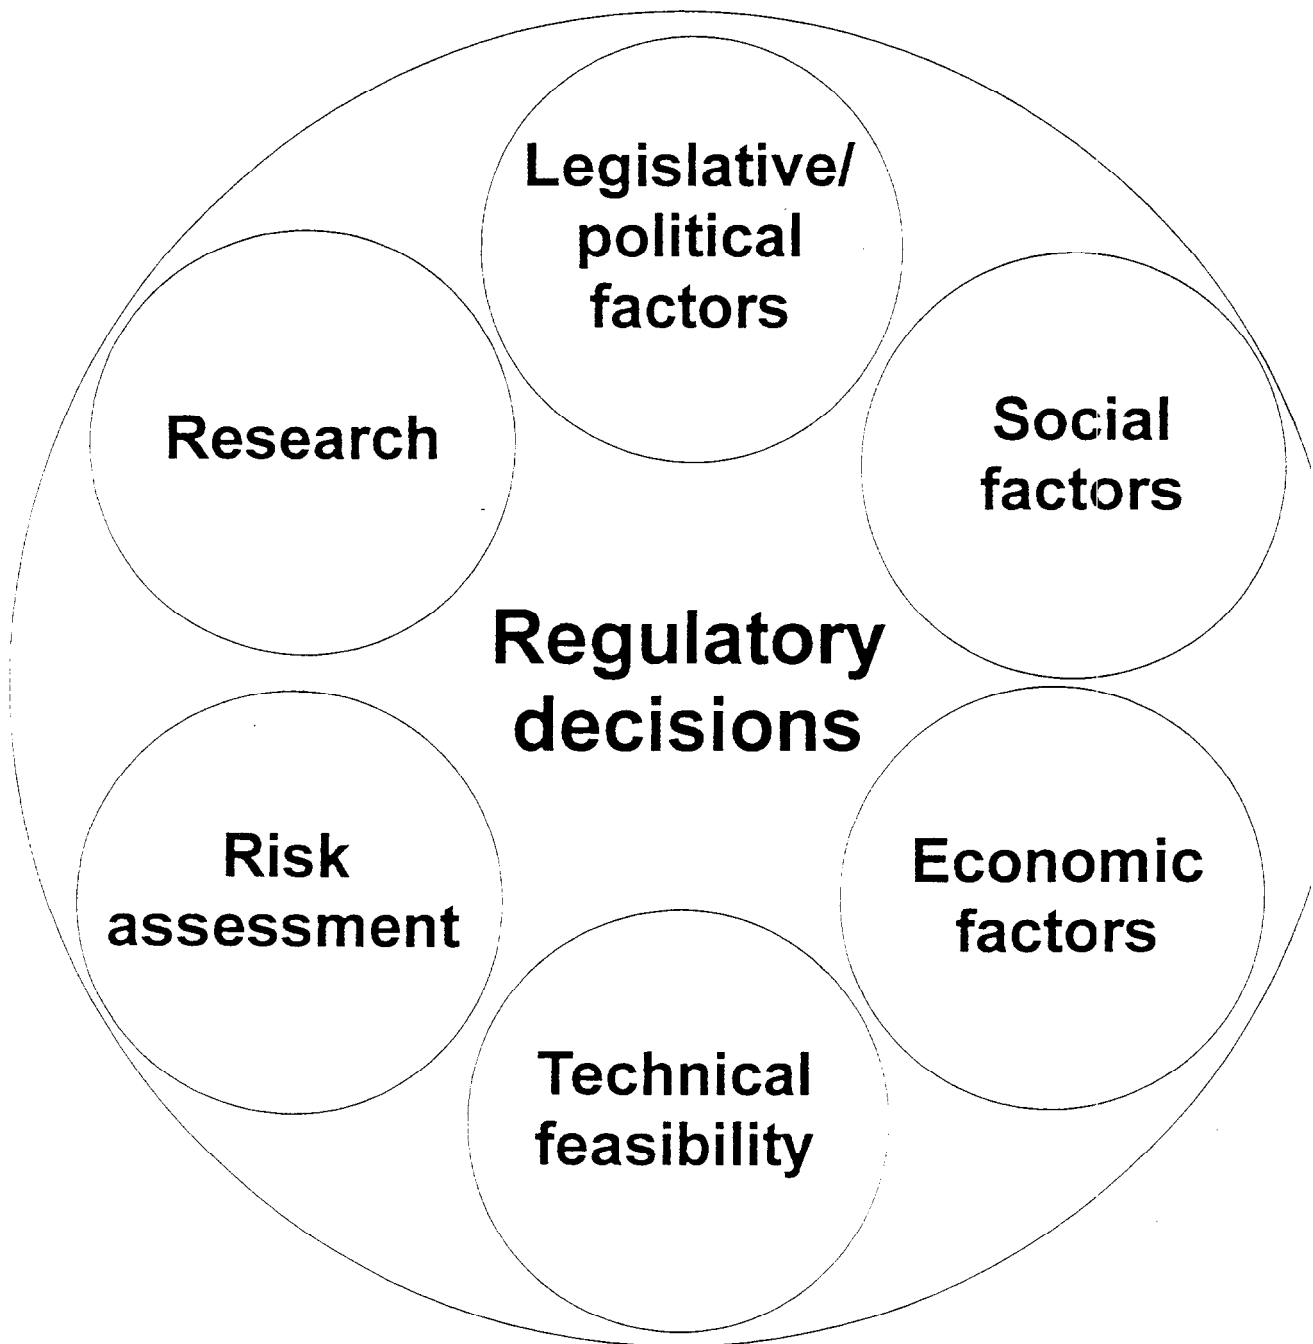 Legislative/
political
factors
Research
Social
factors
Regulatory
decisions
Risk
assessment
Economic
factors
Technical
feasibility